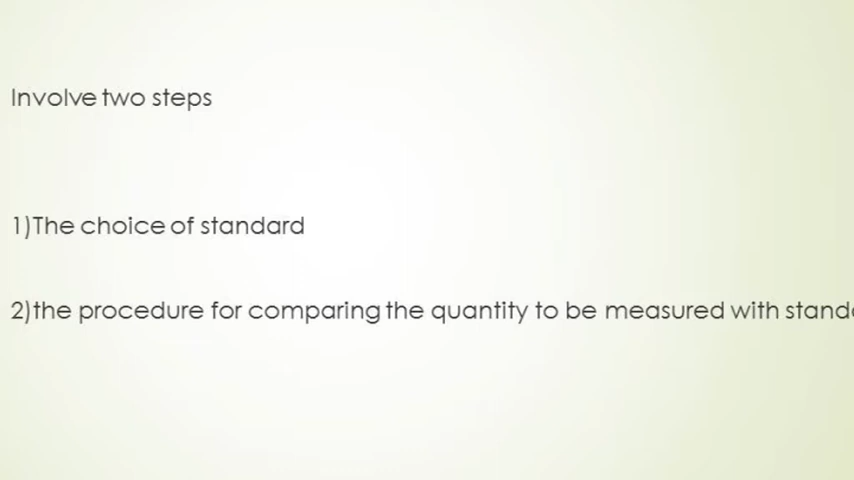 Involve two steps
1)The choice of standard
2)the procedure for comparing the quantity to be measured with